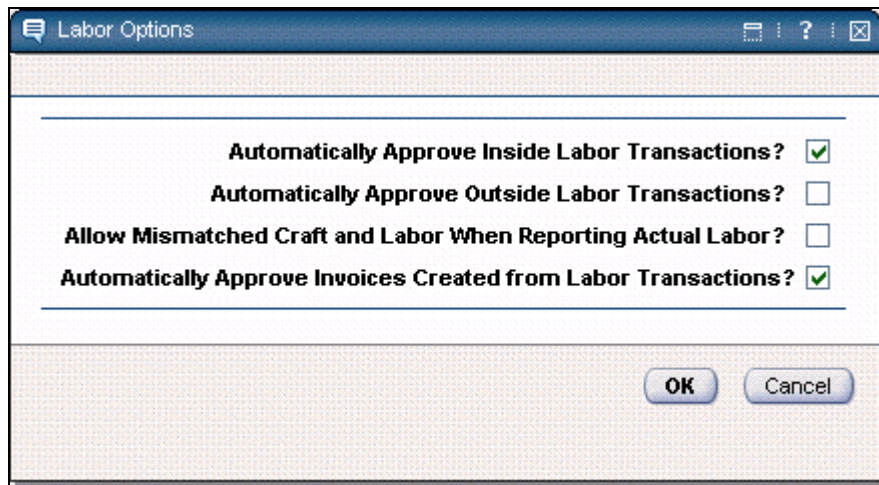 Labor Options
?
Automatically Approve Inside Labor Transactions?
Automatically Approve Outside Labor Transactions?
Allow Mismatched Craft and Labor When Reporting Actual Labor?
Automatically Approve Invoices Created from Labor Transactions?
OK Cancel